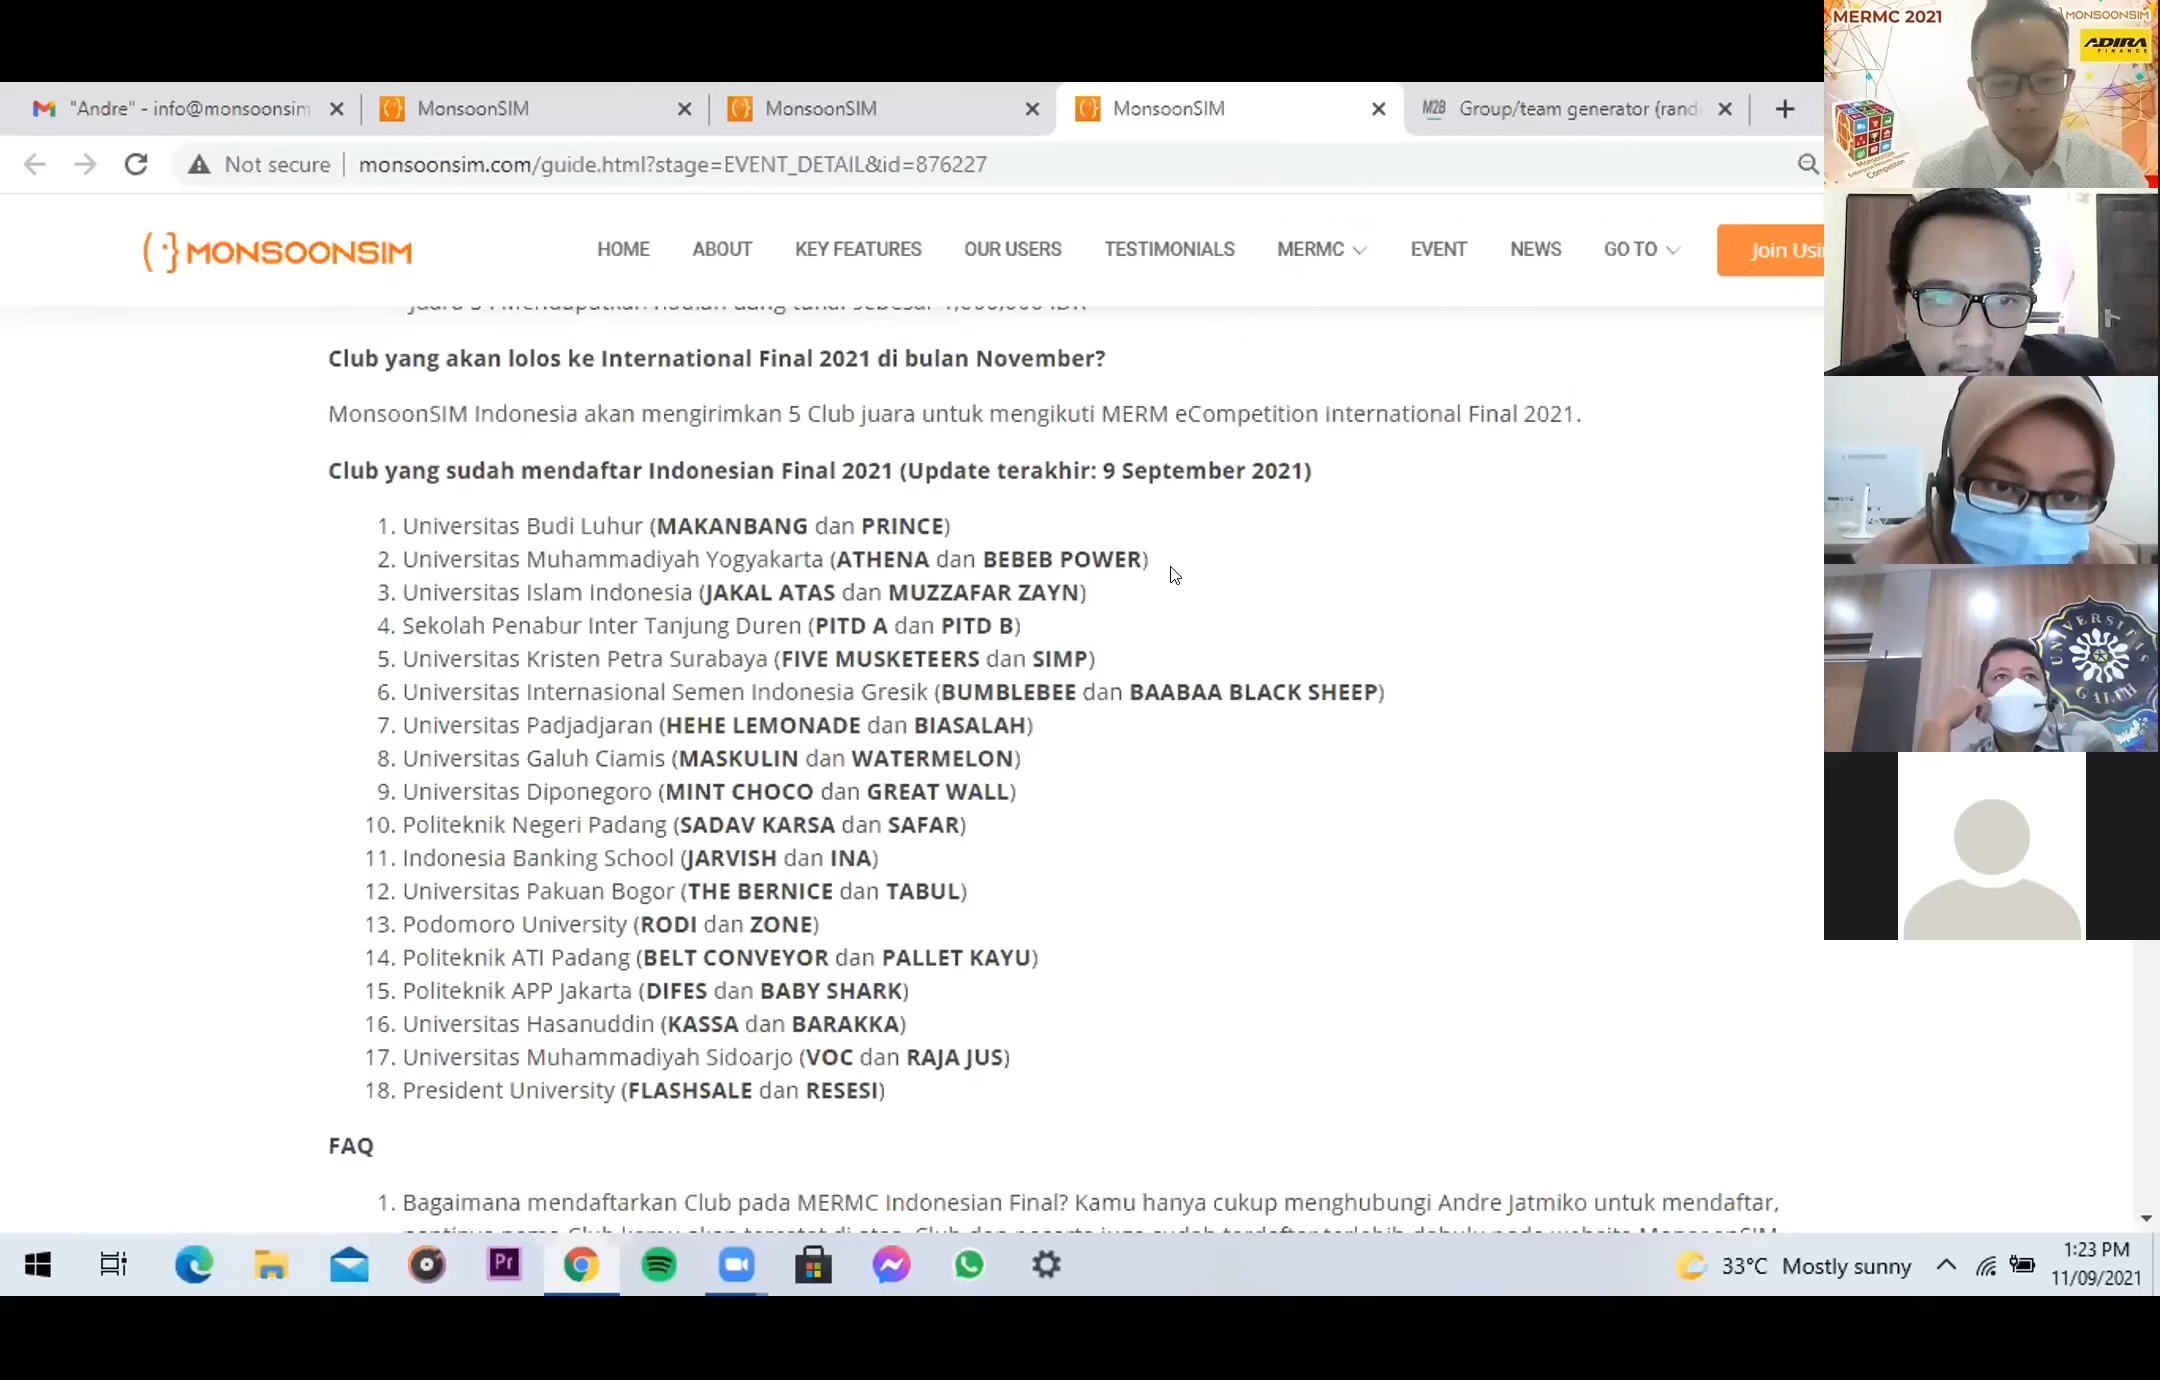 MERMC 2021
MONSOONSIM
ADIRA
FINANCE
Competition
"Andre" - info@monsoonsim
MonsoonSIM
MonsoonSIM
MonsoonSIM
M2B
Group/team generator (rand
Not secure
monsoonsim.com/guide.html?stage=EVENT_DETAIL&id=876227
MONSOONSIM
HOME
ABOUT
KEY FEATURES
OUR USERS
TESTIMONIALS
MERMC
EVENT
NEWS
GO TO
Join Usi
Club yang akan lolos ke International Final 2021 di bulan November?
MonsoonSIM Indonesia akan mengirimkan 5 Club juara untuk mengikuti MERM eCompetition International Final 2021.
Club yang sudah mendaftar Indonesian Final 2021 (Update terakhir: 9 September 2021)
1. Universitas Budi Luhur (MAKANBANG dan PRINCE)
2. Universitas Muhammadiyah Yogyakarta (ATHENA dan BEBEB POWER)
3. Universitas Islam Indonesia (JAKAL ATAS dan MUZZAFAR ZAYN)
4. Sekolah Penabur Inter Tanjung Duren (PITD A dan PITD B)
5. Universitas Kristen Petra Surabaya (FIVE MUSKETEERS dan SIMP)
6. Universitas Internasional Semen Indonesia Gresik (BUMBLEBEE dan BAABAA BLACK SHEEP)
7. Universitas Padjadjaran (HEHE LEMONADE dan BIASALAH)
8. Universitas Galuh Ciamis (MASKULIN dan WATERMELON)
9. Universitas Diponegoro (MINT CHOCO dan GREAT WALL)
10. Politeknik Negeri Padang (SADAV KARSA dan SAFAR)
11. Indonesia Banking School (JARVISH dan INA)
12. Universitas Pakuan Bogor (THE BERNICE dan TABUL)
13. Podomoro University (RODI dan ZONE)
14. Politeknik ATI Padang (BELT CONVEYOR dan PALLET KAYU)
15. Politeknik APP Jakarta (DIFES dan BABY SHARK)
16. Universitas Hasanuddin (KASSA dan BARAKKA)
17. Universitas Muhammadiyah Sidoarjo (VOC dan RAJA JUS)
18. President University (FLASHSALE dan RESESI)
FAQ
1. Bagaimana mendaftarkan Club pada MERMC Indonesian Final? Kamu hanya cukup menghubungi Andre Jatmiko untuk mendaftar,
UNIVERSITAS
GALUH
Pr
33°C Mostly sunny
1:23 PM
11/09/2021